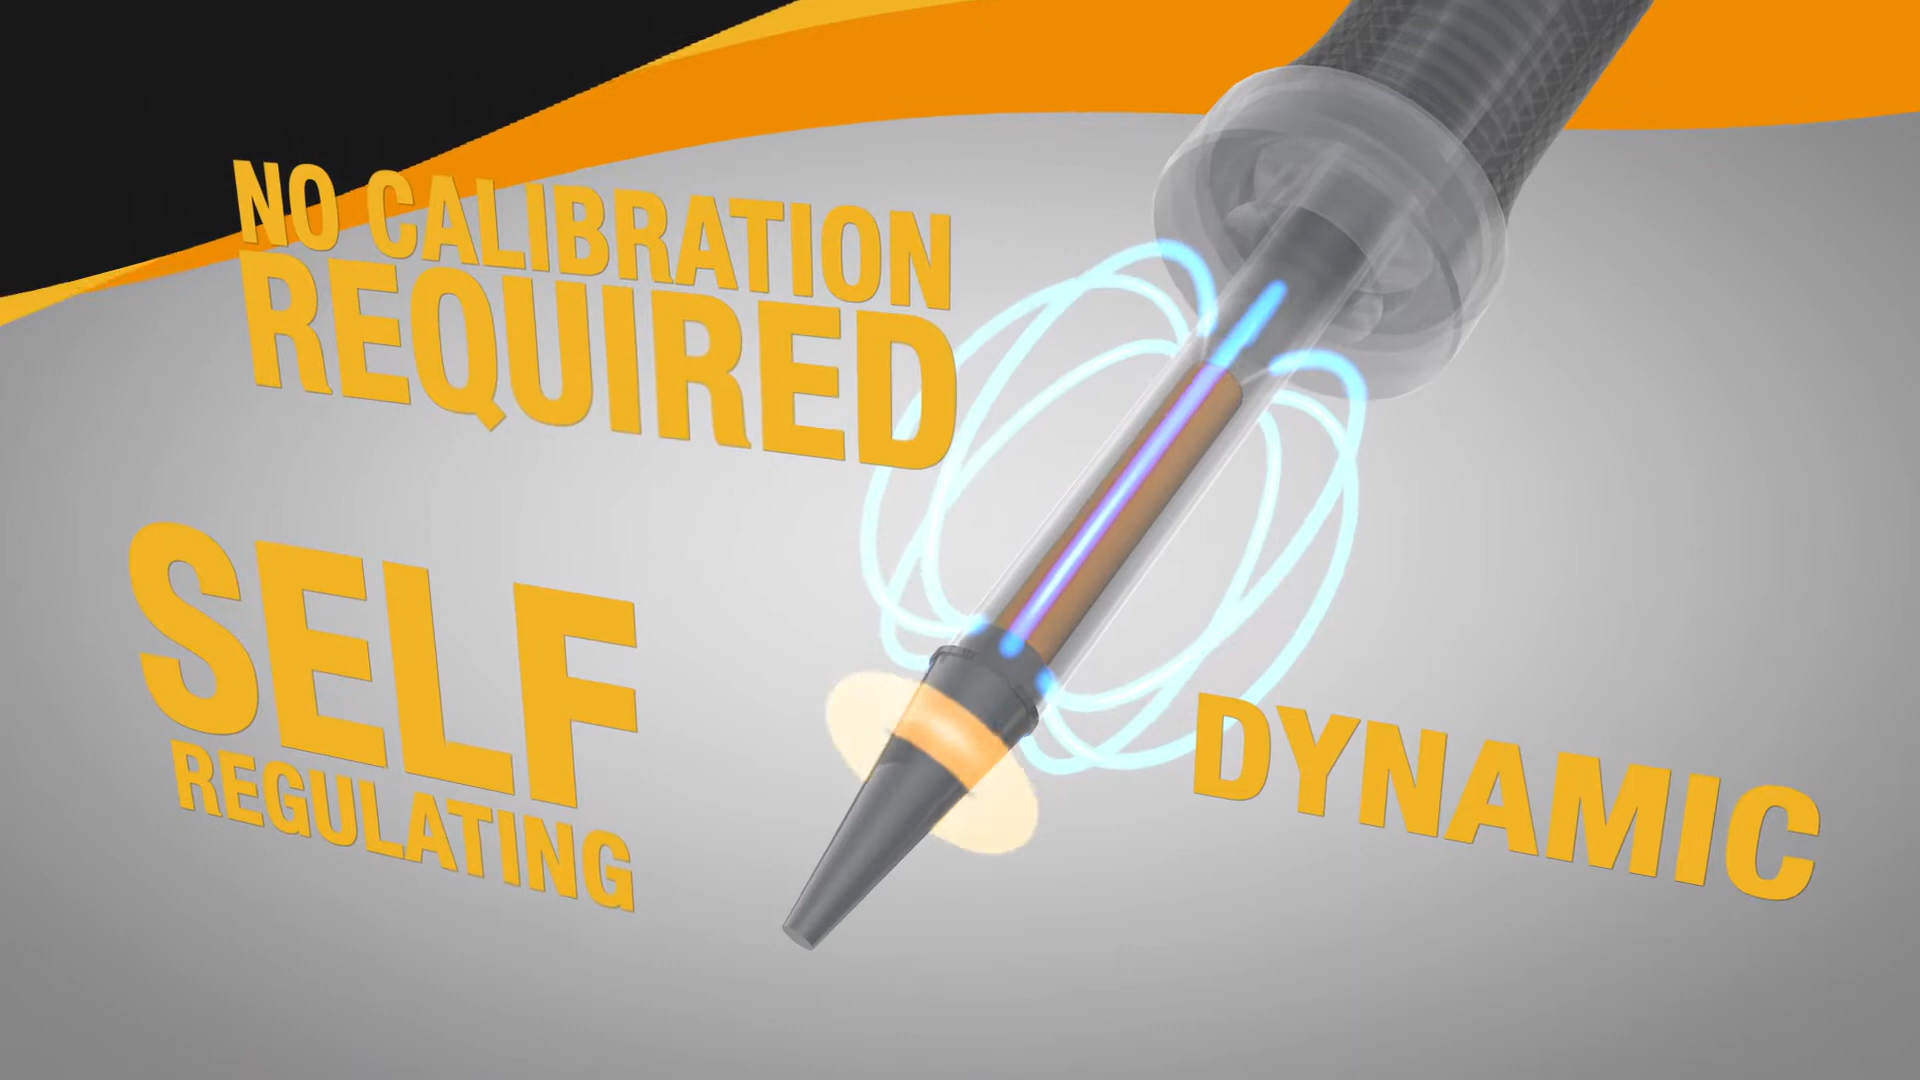 NO CALIBRATION
REQUIRED
SELF
REGULATING
DYNAMIC